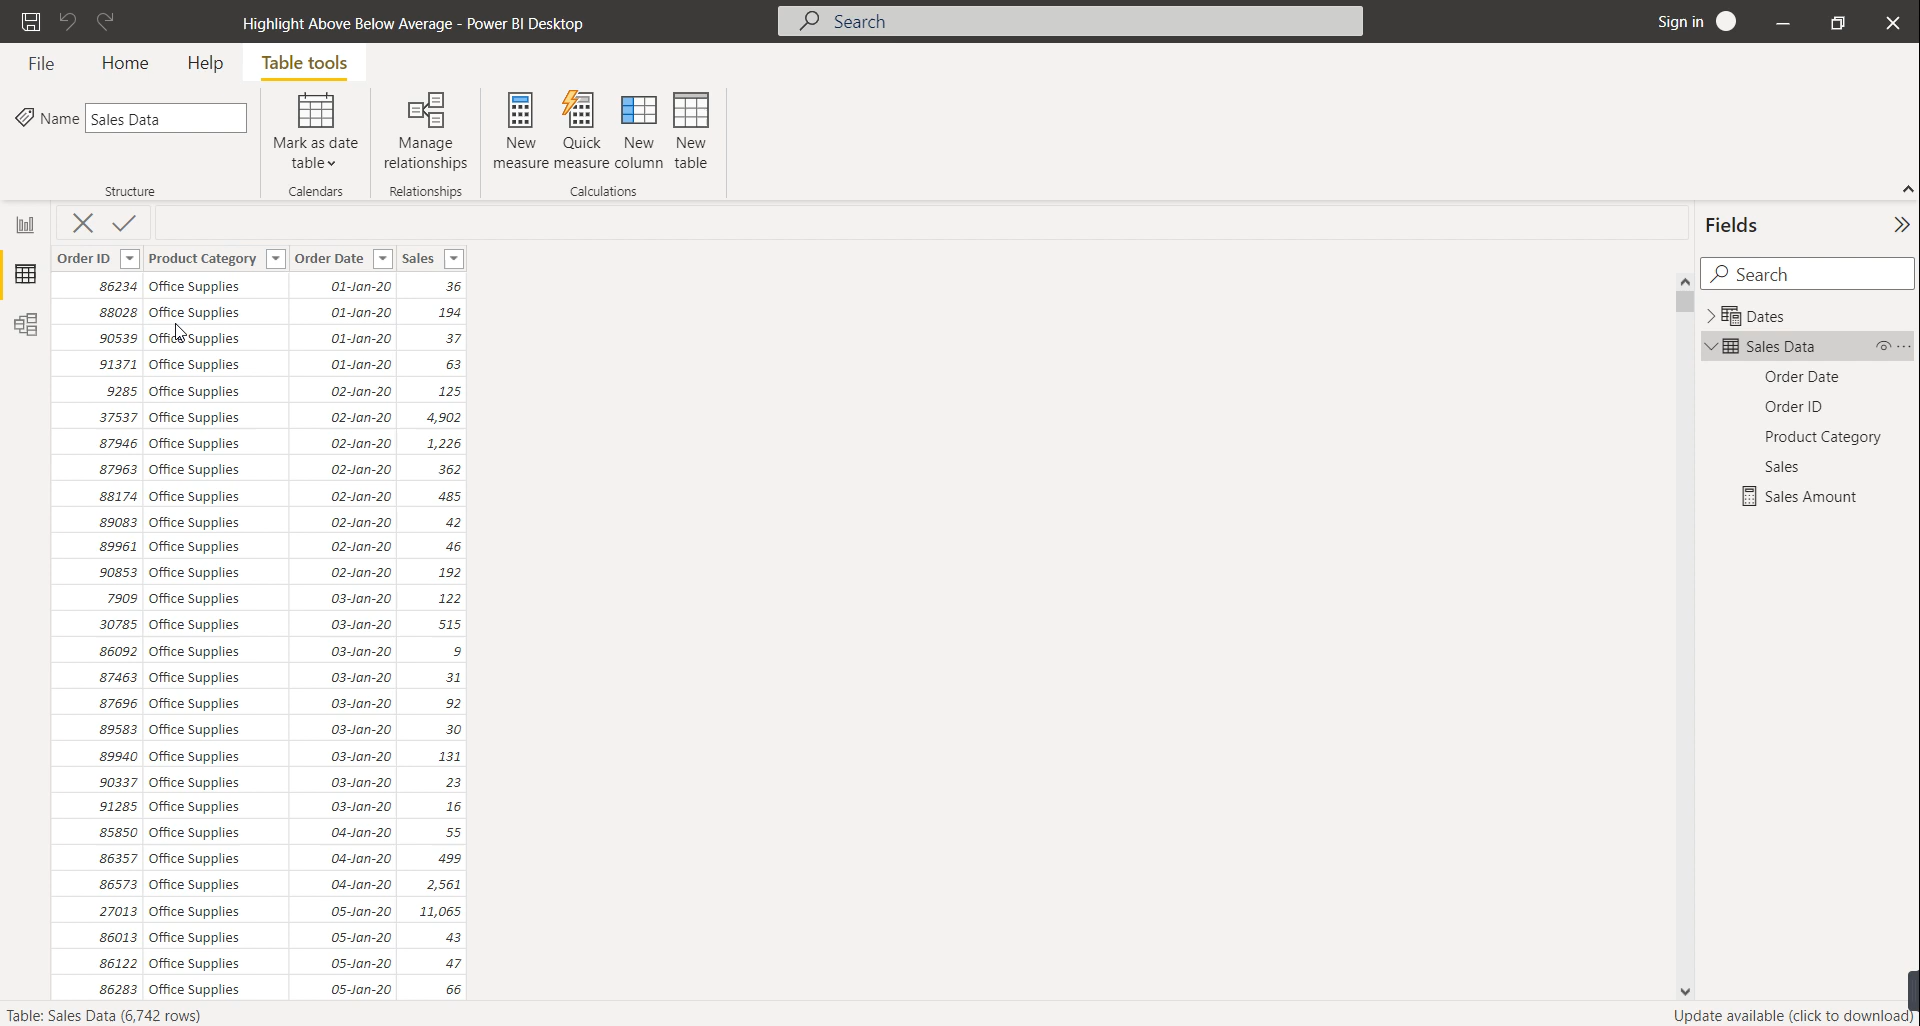 Highlight Above Below Average - Power BI Desktop
Search
Sign in
File Home Help Table tools
Name Sales Data
Mark as date table
Manage relationships
New measure
Quick measure
New column
New table
Structure Calendars Relationships Calculations
Order ID Product Category Order Date Sales
86234 Office Supplies 01-Jan-20 36
88028 Office Supplies 01-Jan-20 194
90539 Office Supplies 01-Jan-20 37
91371 Office Supplies 01-Jan-20 63
9285 Office Supplies 02-Jan-20 125
37537 Office Supplies 02-Jan-20 4,902
87946 Office Supplies 02-Jan-20 1,226
87963 Office Supplies 02-Jan-20 362
88174 Office Supplies 02-Jan-20 485
89083 Office Supplies 02-Jan-20 42
89961 Office Supplies 02-Jan-20 46
90853 Office Supplies 02-Jan-20 192
7909 Office Supplies 03-Jan-20 122
30785 Office Supplies 03-Jan-20 515
86092 Office Supplies 03-Jan-20 9
87463 Office Supplies 03-Jan-20 31
87696 Office Supplies 03-Jan-20 92
89583 Office Supplies 03-Jan-20 30
89940 Office Supplies 03-Jan-20 131
90337 Office Supplies 03-Jan-20 23
91285 Office Supplies 03-Jan-20 16
85850 Office Supplies 04-Jan-20 55
86357 Office Supplies 04-Jan-20 499
86573 Office Supplies 04-Jan-20 2,561
27013 Office Supplies 05-Jan-20 11,065
86013 Office Supplies 05-Jan-20 43
86122 Office Supplies 05-Jan-20 47
86283 Office Supplies 05-Jan-20 66
Fields
Search
Dates
Sales Data
Order Date
Order ID
Product Category
Sales
Sales Amount
Table: Sales Data (6,742 rows)
Update available (click to download)